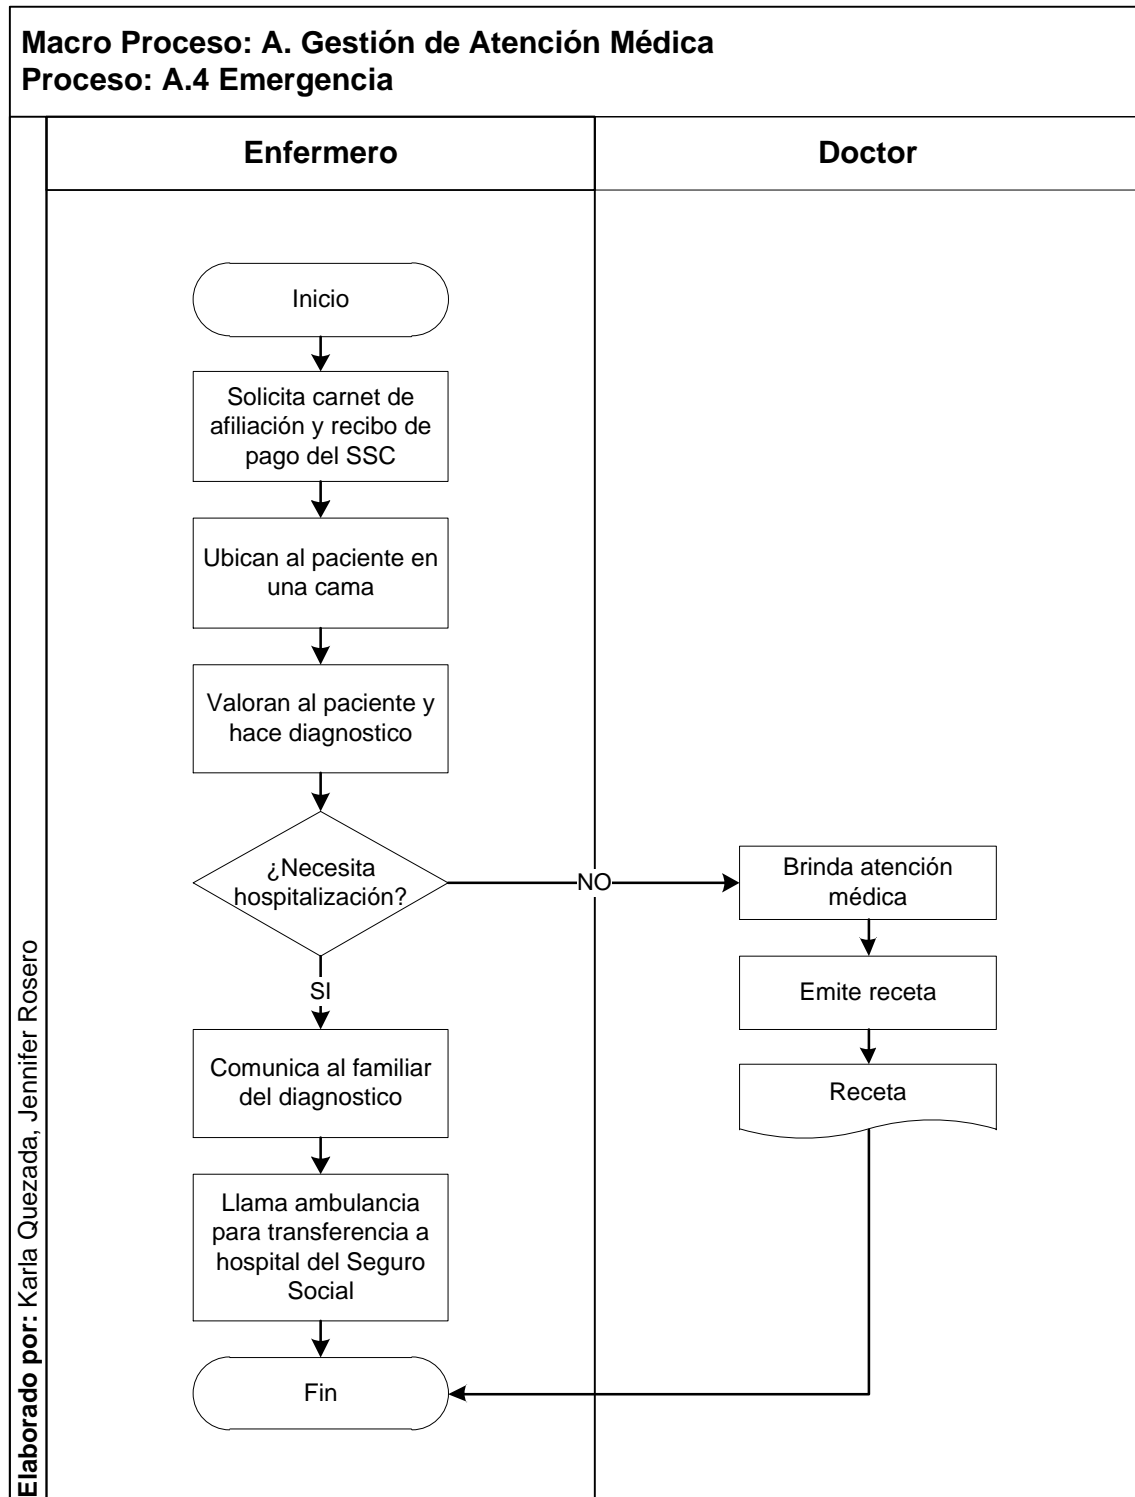 Macro Proceso: A. Gestión de Atención Médica
Proceso: A.4 Emergencia
Enfermero
Doctor
Inicio
Solicita carnet de
afiliación y recibo de
pago del SSC
Ubican al paciente en
una cama
Valoran al paciente y
hace diagnostico
¿Necesita
hospitalización?
NO
Brinda atención
médica
Emite receta
Receta
SI
Comunica al familiar
del diagnostico
Llama ambulancia
para transferencia a
hospital del Seguro
Social
Fin
Elaborado por: Karla Quezada, Jennifer Rosero